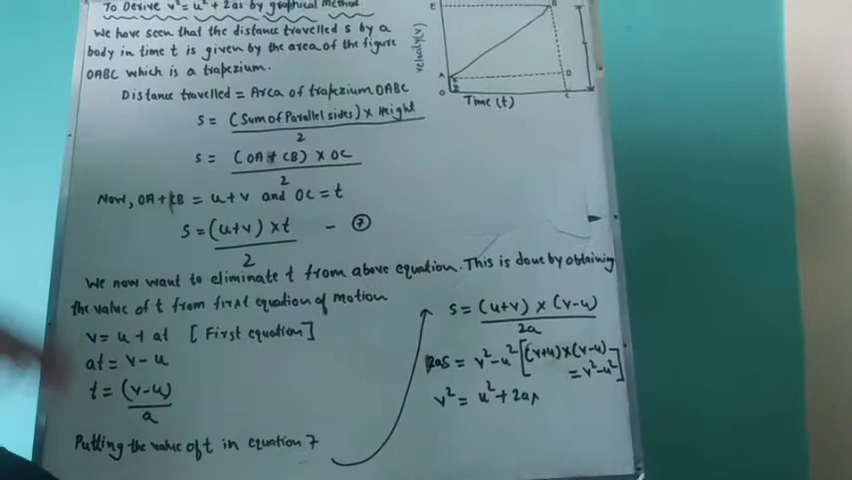 To Derive v² = u² + 2as by graphical method
We have seen that the distance travelled s by a
body in time t is given by the area of the figure
OABC which is a trapezium.
Distance travelled = Area of trapezium OABC
s = (Sum of Parallel sides) × Height / 2
s = (OA + CB) × OC / 2
Now, OA + CB = u+v and OC = t
s = (u+v) × t / 2 - ⑦
We now want to eliminate t from above equation. This is done by obtaining
the value of t from first equation of Motion
v = u + at [First equation]
at = v - u
t = (v-u) / a
Putting the value of t in equation 7
s = (u+v) × (v-u) / 2a
2as = v² - u² [(v+u) × (v-u)
= v² - u²]
v² = u² + 2as
E
B
velocity(v)
A
D
O
C
Time (t)